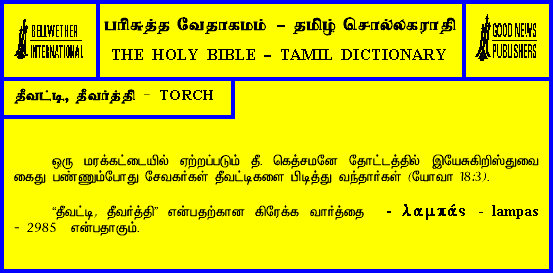 BELLWETHER
INTERNATIONAL
பரிசுத்த வேதாகமம் – தமிழ் சொல்லகராதி
THE HOLY BIBLE – TAMIL DICTIONARY
GOOD NEWS
PUBLISHERS
தீவட்டி, தீவர்த்தி - TORCH
ஒரு மரக்கட்டையில் ஏற்றப்படும் தீ. கெத்சமனே தோட்டத்தில் இயேசுகிறிஸ்துவை
கைது பண்ணும்போது சேவகர்கள் தீவட்டிகளை பிடித்து வந்தார்கள் (யோவா 18:3).
“தீவட்டி, தீவர்த்தி” என்பதற்கான கிரேக்க வார்த்தை - λαμπάς - lampas
- 2985 என்பதாகும்.